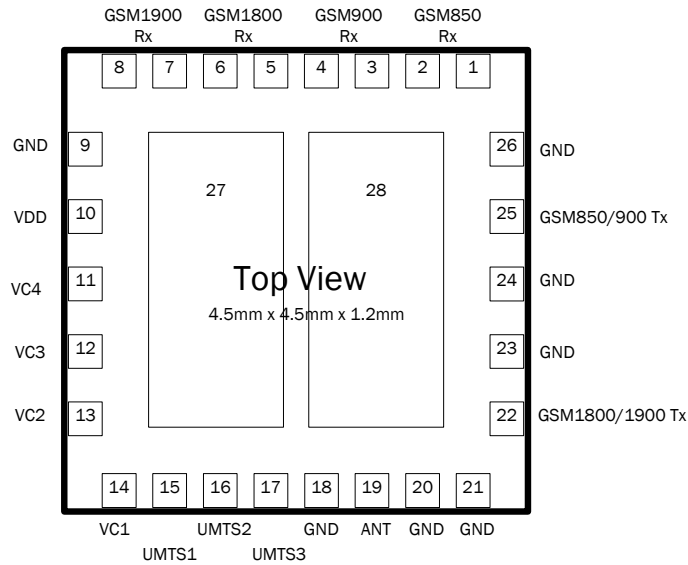 GSM1900 GSM1800 GSM900 GSM850
Rx Rx Rx Rx
8 7 6 5 4 3 2 1
GND 9 26 GND
27 28
VDD 10 25 GSM850/900 Tx
VC4 11 24 GND
Top View
4.5mm x 4.5mm x 1.2mm
VC3 12 23 GND
VC2 13 22 GSM1800/1900 Tx
14 15 16 17 18 19 20 21
VC1 UMTS2 GND ANT GND GND
UMTS1 UMTS3